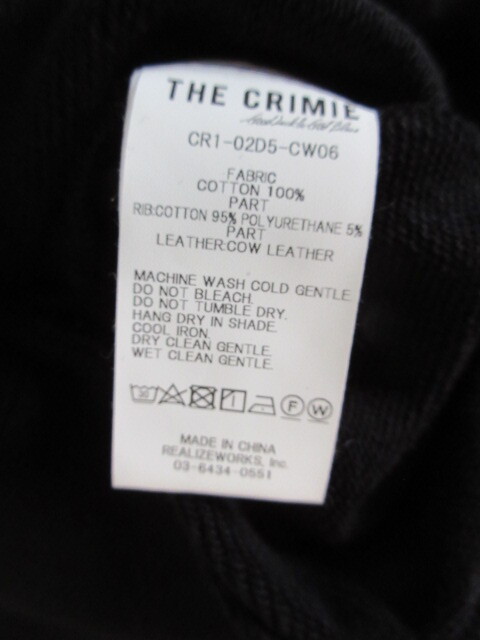 THE CRIMIE
CR1-02D5-CW06
FABRIC
COTTON 100%
PART
RIB:COTTON 95% POLYURETHANE 5%
PART
LEATHER:COW LEATHER
MACHINE WASH COLD GENTLE.
DO NOT BLEACH.
DO NOT TUMBLE DRY.
HANG DRY IN SHADE.
COOL IRON.
DRY CLEAN GENTLE.
WET CLEAN GENTLE.
30 F W
MADE IN CHINA
REALIZEWORKS, Inc.
03-6434-0551